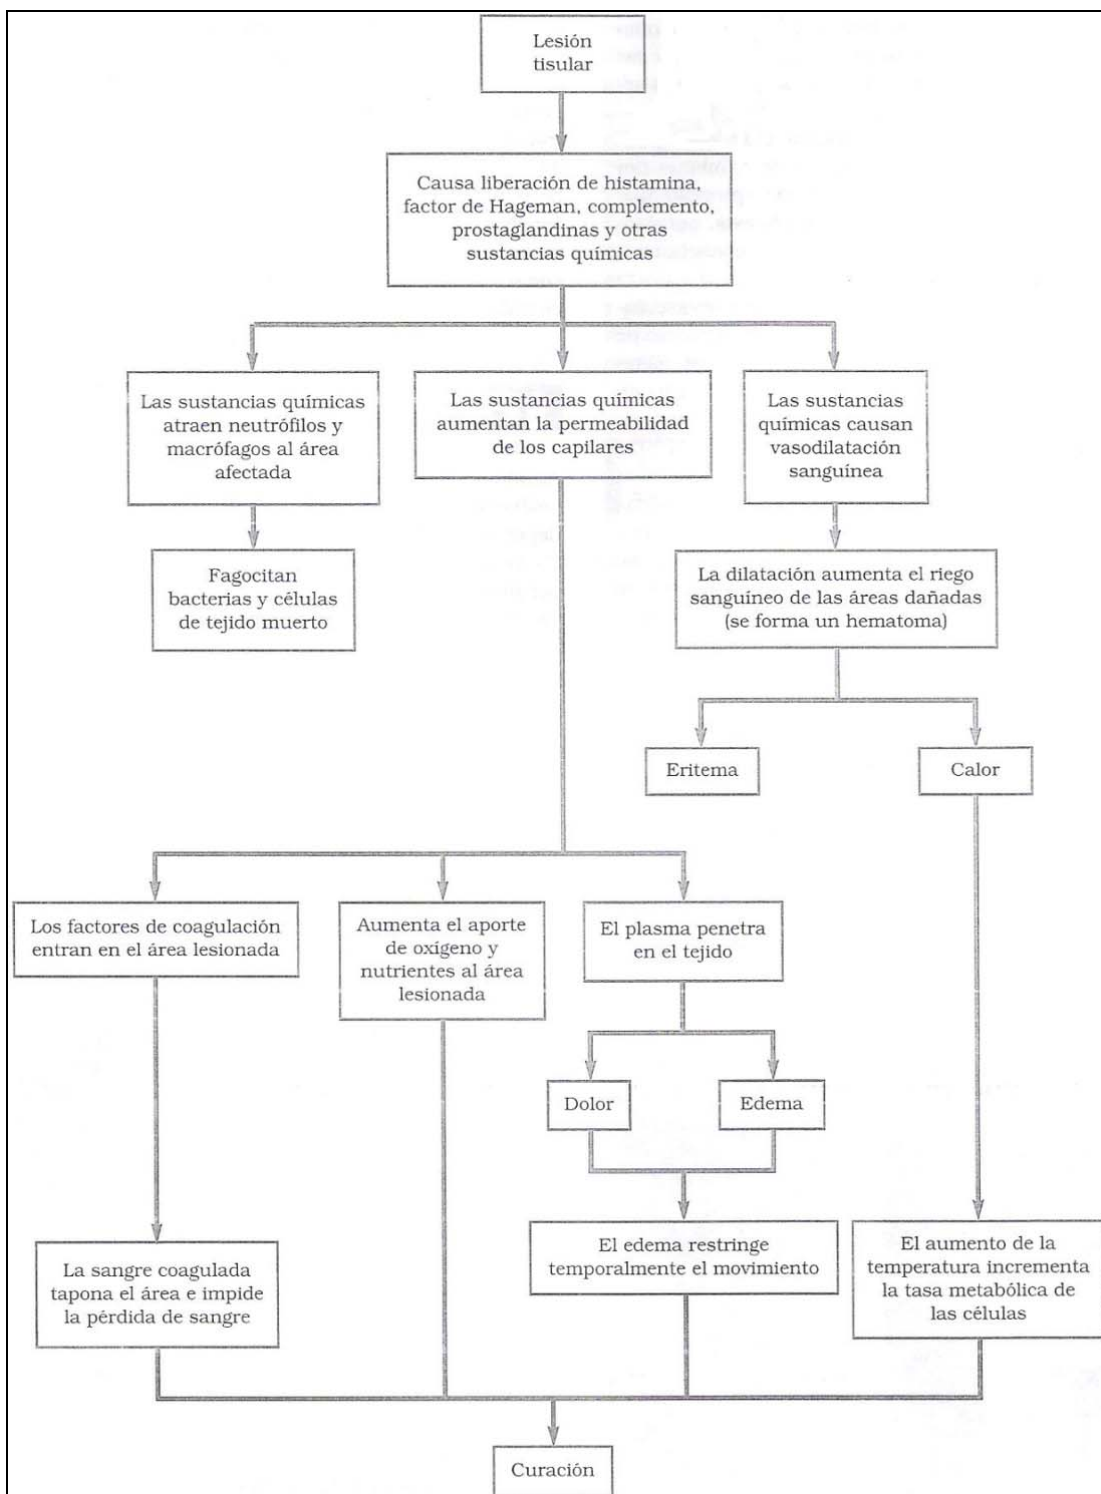 Lesión
tisular
Causa liberación de histamina,
factor de Hageman, complemento,
prostaglandinas y otras
sustancias químicas
Las sustancias químicas
atraen neutrófilos y
macrófagos al área
afectada
Las sustancias químicas
aumentan la permeabilidad
de los capilares
Las sustancias
químicas causan
vasodilatación
sanguínea
Fagocitan
bacterias y células
de tejido muerto
La dilatación aumenta el riego
sanguíneo de las áreas dañadas
(se forma un hematoma)
Eritema
Calor
Los factores de coagulación
entran en el área lesionada
Aumenta el aporte
de oxígeno y
nutrientes al área
lesionada
El plasma penetra
en el tejido
Dolor
Edema
La sangre coagulada
tapona el área e impide
la pérdida de sangre
El edema restringe
temporalmente el movimiento
El aumento de la
temperatura incrementa
la tasa metabólica de
las células
Curación